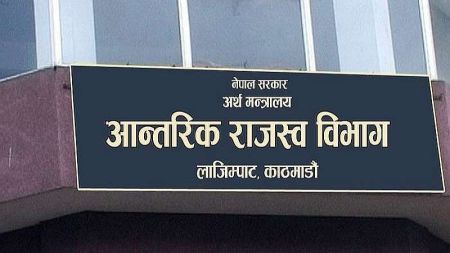 नेपाल सरकार
अर्थ मन्त्रालय
आन्तरिक राजस्व विभाग
लाजिम्पाट, काठमाडौं